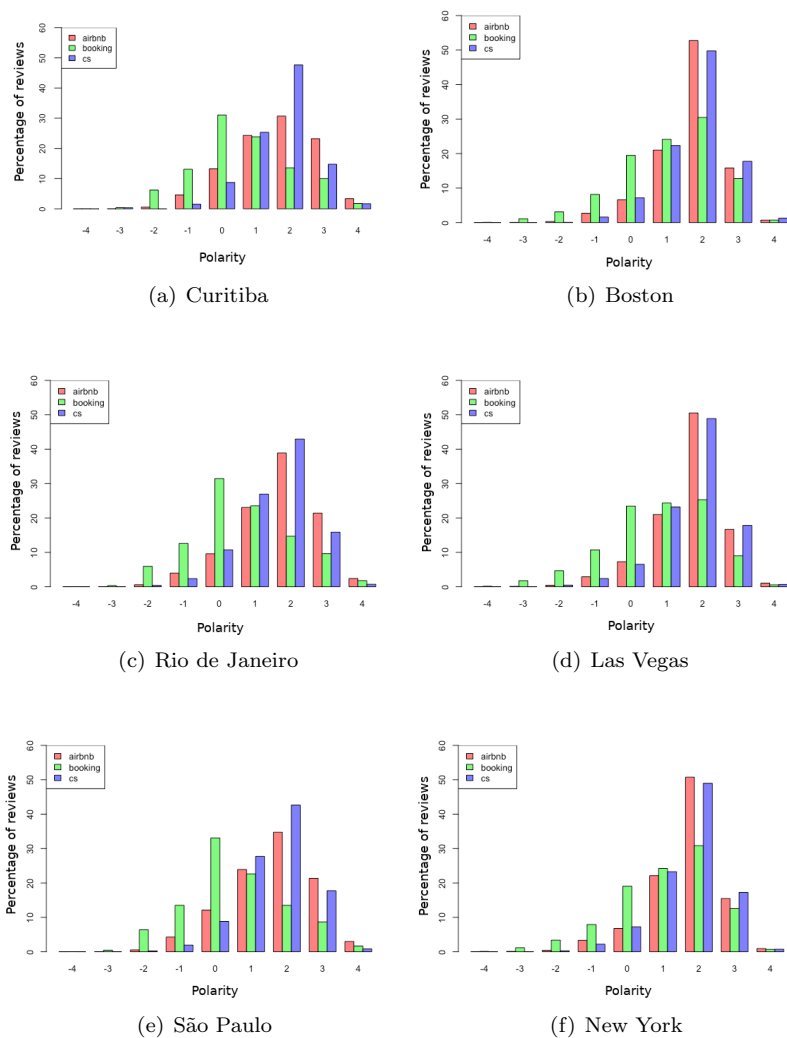 Percentage of reviews
0 10 20 30 40 50 60
airbnb
booking
cs
-4 -3 -2 -1 0 1 2 3 4
Polarity
(a) Curitiba
Percentage of reviews
0 10 20 30 40 50 60
airbnb
booking
cs
-4 -3 -2 -1 0 1 2 3 4
Polarity
(b) Boston
Percentage of reviews
0 10 20 30 40 50 60
airbnb
booking
cs
-4 -3 -2 -1 0 1 2 3 4
Polarity
(c) Rio de Janeiro
Percentage of reviews
0 10 20 30 40 50 60
airbnb
booking
cs
-4 -3 -2 -1 0 1 2 3 4
Polarity
(d) Las Vegas
Percentage of reviews
0 10 20 30 40 50 60
airbnb
booking
cs
-4 -3 -2 -1 0 1 2 3 4
Polarity
(e) São Paulo
Percentage of reviews
0 10 20 30 40 50 60
airbnb
booking
cs
-4 -3 -2 -1 0 1 2 3 4
Polarity
(f) New York